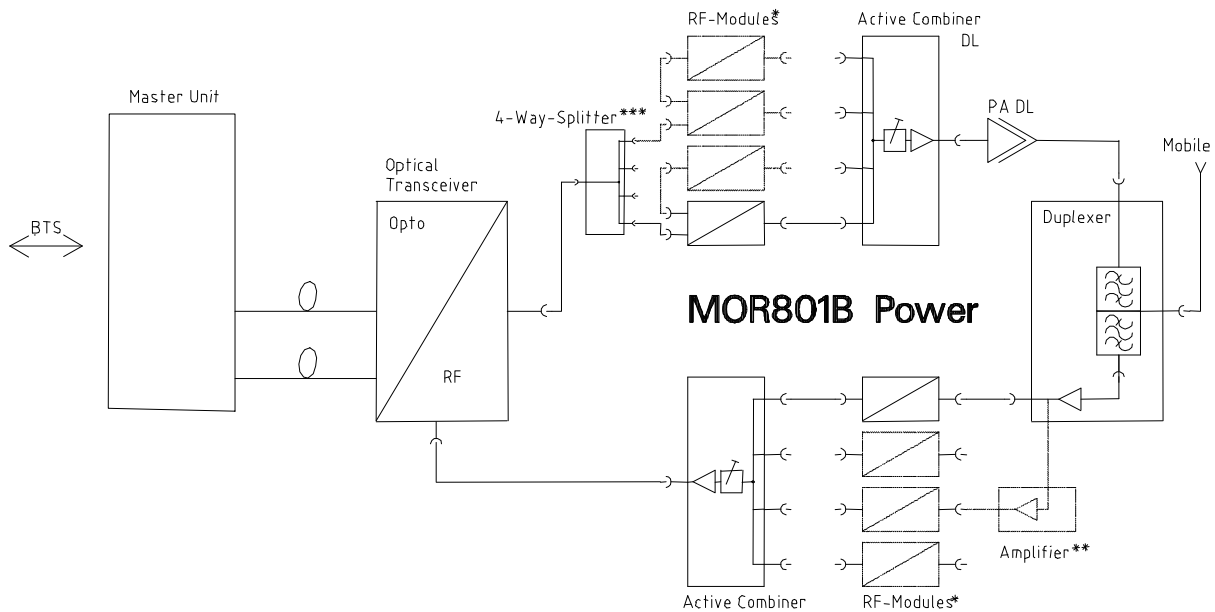 RF-Modules*
Active Combiner
DL
Master Unit
4-Way-Splitter***
PA DL
Mobile
Optical
Transceiver
Opto
BTS
Duplexer
MOR801B Power
RF
Amplifier**
Active Combiner
RF-Modules*